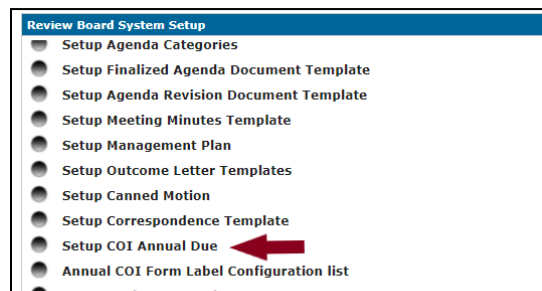 Review Board System Setup
Setup Agenda Categories
Setup Finalized Agenda Document Template
Setup Agenda Revision Document Template
Setup Meeting Minutes Template
Setup Management Plan
Setup Outcome Letter Templates
Setup Canned Motion
Setup Correspondence Template
Setup COI Annual Due
Annual COI Form Label Configuration list